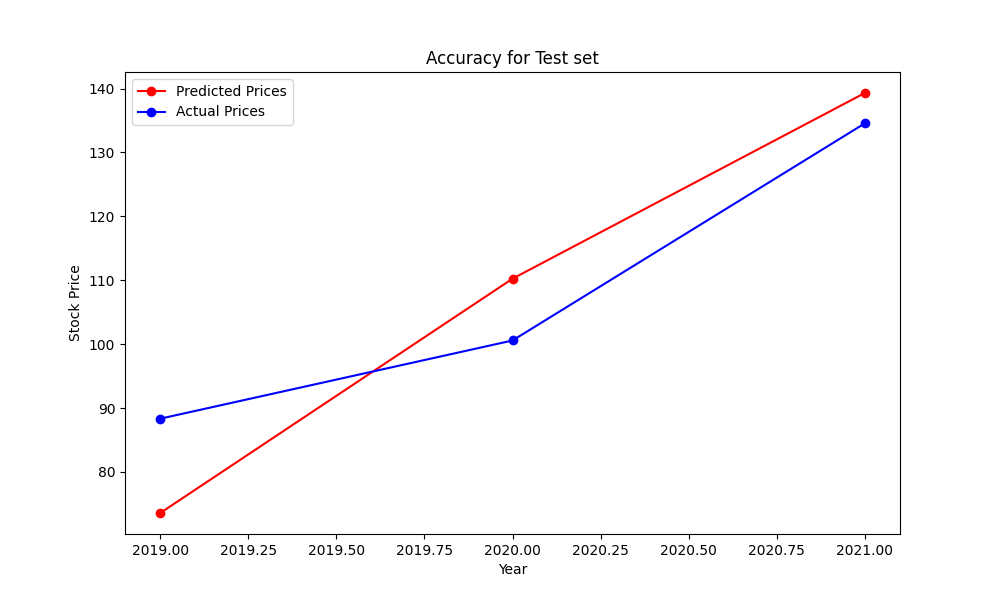 Accuracy for Test set
Predicted Prices
Actual Prices
140
130
120
110
100
90
80
Stock Price
2019.00 2019.25 2019.50 2019.75 2020.00 2020.25 2020.50 2020.75 2021.00
Year